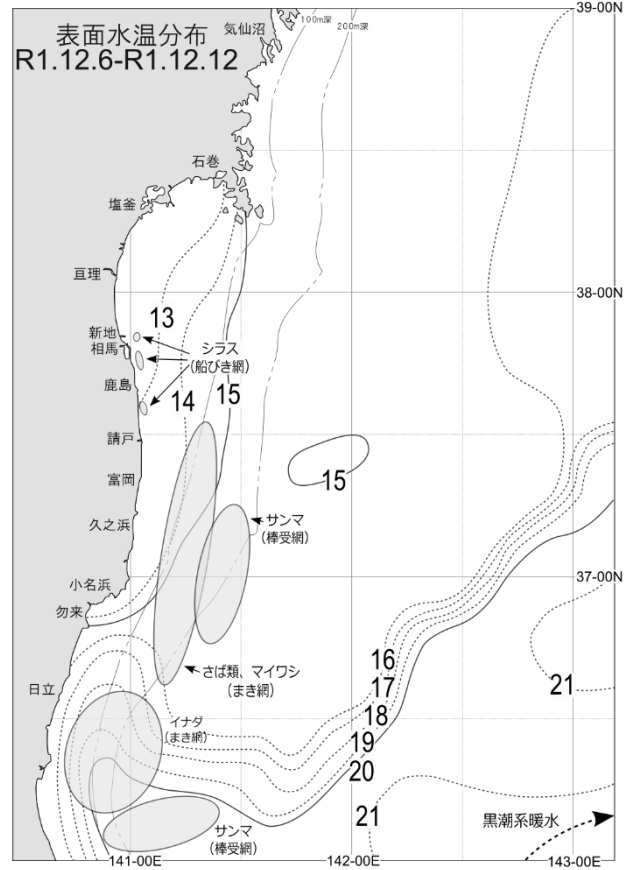 表面水温分布
R1.12.6-R1.12.12
気仙沼
100m深
200m深
39-00N
石巻
塩釜
亘理
38-00N
13
新地
シラス
(船びき網)
相馬
鹿島
14
15
請戸
富岡
15
久之浜
サンマ
(棒受網)
小名浜
37-00N
勿来
16
さば類、マイワシ
(まき網)
17
21
日立
イナダ
(まき網)
18
19
20
21
黒潮系暖水
サンマ
(棒受網)
141-00E
142-00E
143-00E